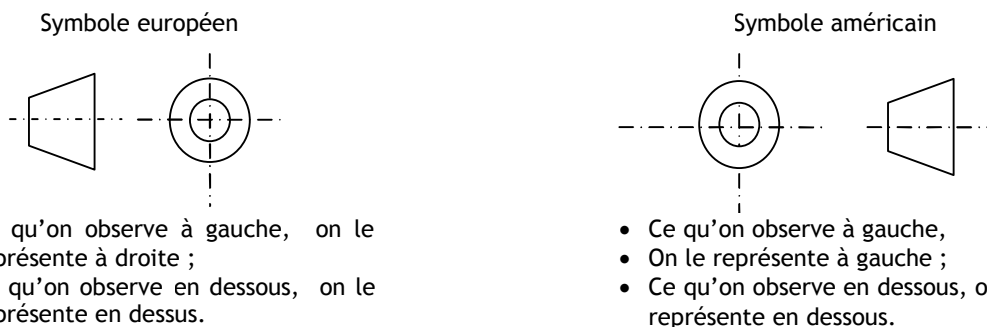 Symbole européen
qu’on observe à gauche, on le
présente à droite ;
qu’on observe en dessous, on le
présente en dessus.
Symbole américain
• Ce qu’on observe à gauche,
• On le représente à gauche ;
• Ce qu’on observe en dessous,
représente en dessous.